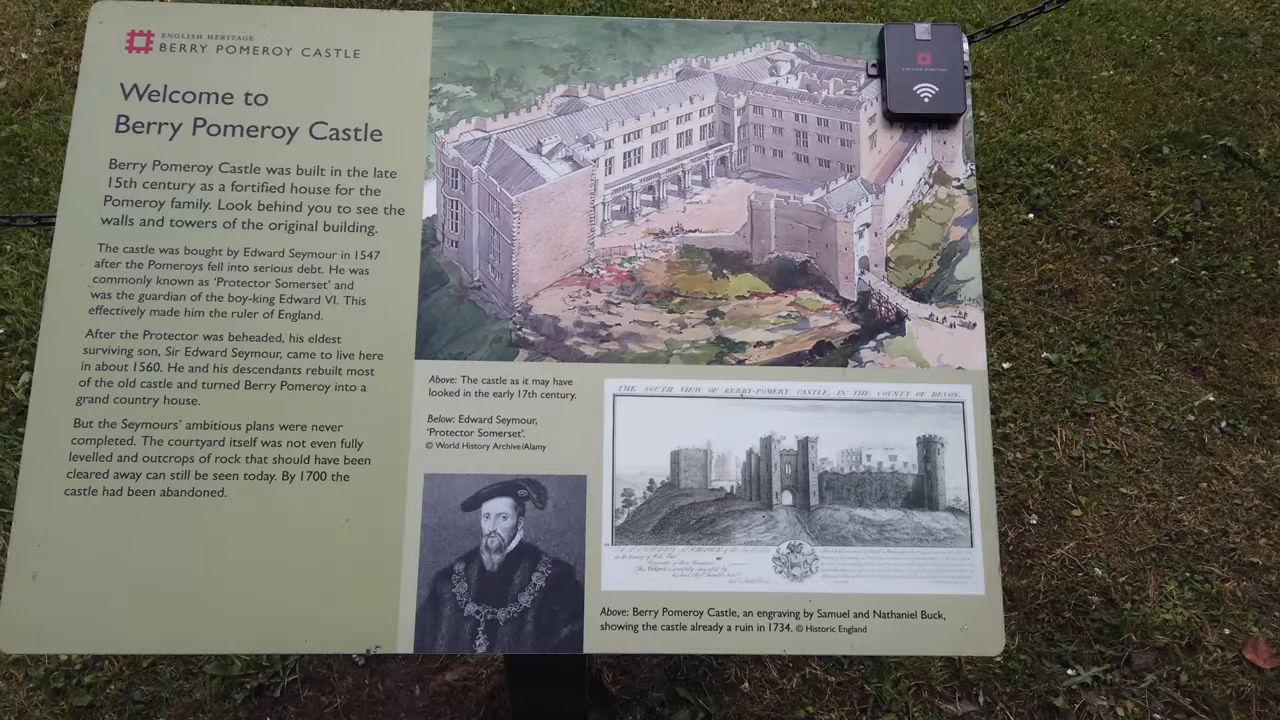 ENGLISH HERITAGE
BERRY POMEROY CASTLE
Welcome to
Berry Pomeroy Castle
Berry Pomeroy Castle was built in the late
15th century as a fortified house for the
Pomeroy family. Look behind you to see the
walls and towers of the original building.
The castle was bought by Edward Seymour in 1547
after the Pomeroys fell into serious debt. He was
commonly known as 'Protector Somerset' and
was the guardian of the boy-king Edward VI. This
effectively made him the ruler of England.
After the Protector was beheaded, his eldest
surviving son, Sir Edward Seymour, came to live here
in about 1560. He and his descendants rebuilt most
of the old castle and turned Berry Pomeroy into a
grand country house.
But the Seymours' ambitious plans were never
completed. The courtyard itself was not even fully
levelled and outcrops of rock that should have been
cleared away can still be seen today. By 1700 the
castle had been abandoned.
ENGLISH HERITAGE
Above: The castle as it may have
looked in the early 17th century.
Below: Edward Seymour,
'Protector Somerset'.
© World History Archive/Alamy
THE SOUTH VIEW OF BERRY-POMERY CASTLE, IN THE COUNTY OF DEVON.
Above: Berry Pomeroy Castle, an engraving by Samuel and Nathaniel Buck,
showing the castle already a ruin in 1734. © Historic England